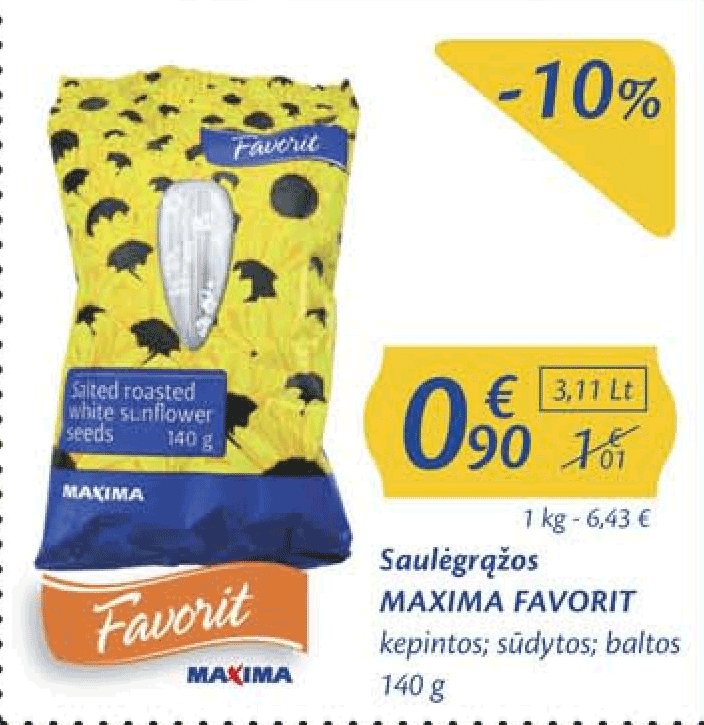 -10%
Favorit
Salted roasted
white sunflower
seeds 140 g
MAXIMA
Favorit
MAXIMA
0,90 €
3,11 Lt
1,01 €
1 kg - 6,43 €
Saulėgrąžos
MAXIMA FAVORIT
kepintos; sūdytos; baltos
140 g